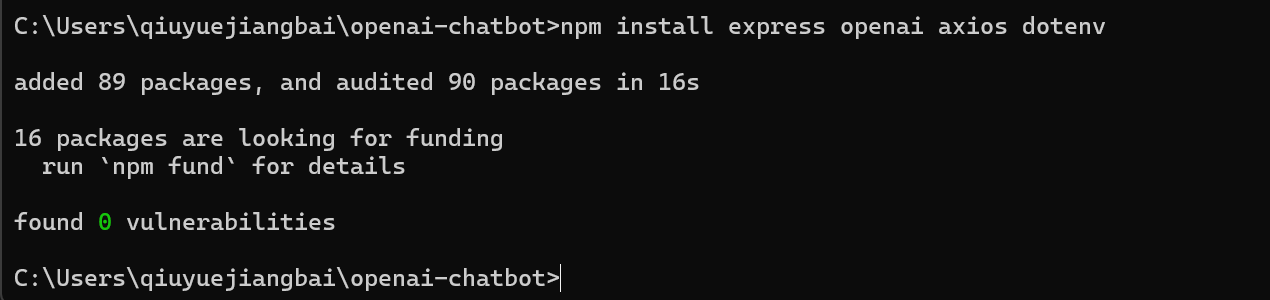 C:\Users\qiuyuejiangbai\openai-chatbot>npm install express openai axios dotenv
added 89 packages, and audited 90 packages in 16s
16 packages are looking for funding
  run `npm fund` for details
found 0 vulnerabilities
C:\Users\qiuyuejiangbai\openai-chatbot>